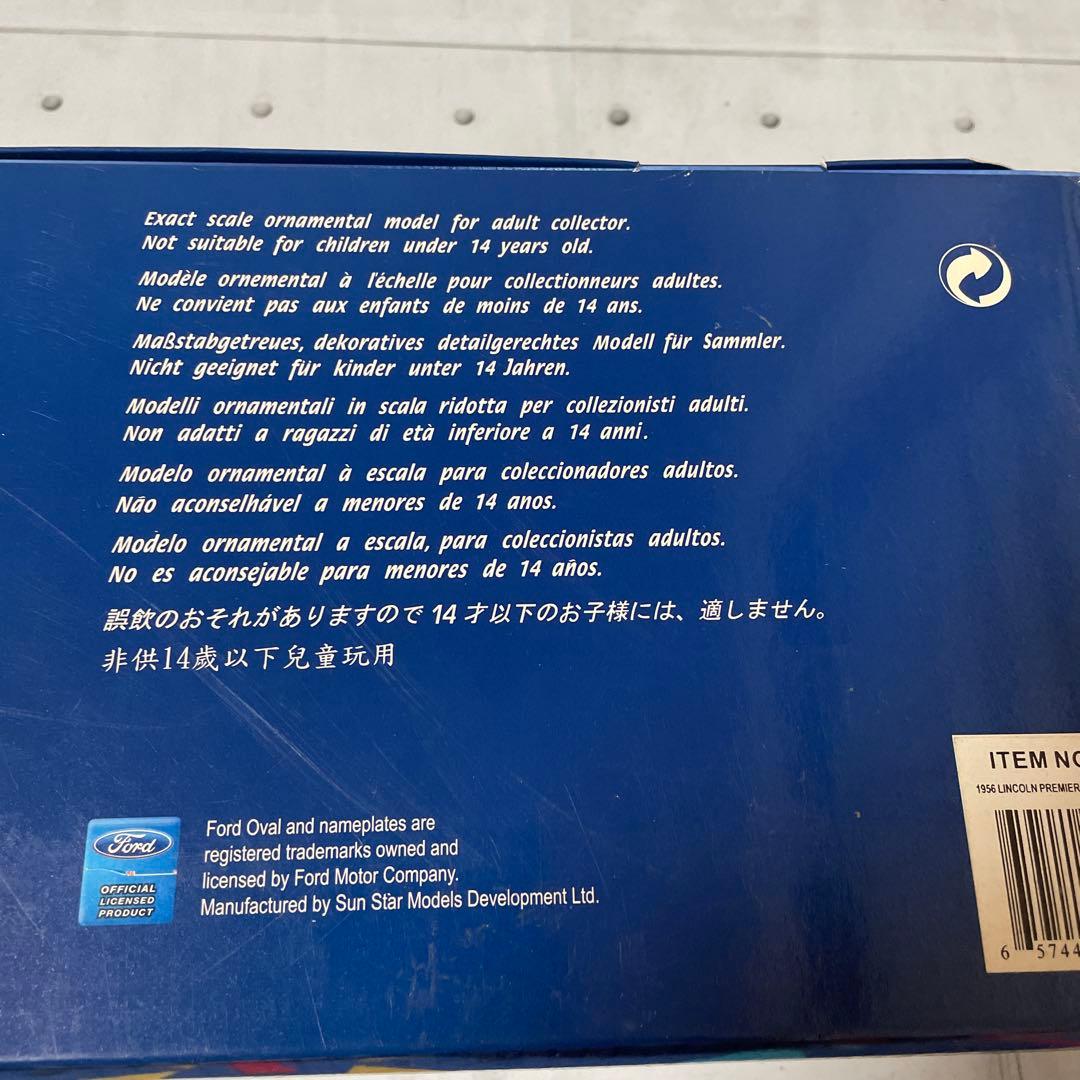 Exact scale ornamental model for adult collector.
Not suitable for children under 14 years old.
Modèle ornemental à l'échelle pour collectionneurs adultes.
Ne convient pas aux enfants de moins de 14 ans.
Maßstabgetreues, dekoratives detailgerechtes Modell für Sammler.
Nicht geeignet für kinder unter 14 Jahren.
Modelli ornamentali in scala ridotta per collezionisti adulti.
Non adatti a ragazzi di età inferiore a 14 anni.
Modelo ornamental à escala para coleccionadores adultos.
Não aconselhável a menores de 14 anos.
Modelo ornamental a escala, para coleccionistas adultos.
No es aconsejable para menores de 14 años.
誤飲のおそれがありますので 14 才以下のお子様には、適しません。
非供14歲以下兒童玩用
ITEM NO
1956 LINCOLN PREMIER
6 5744
Ford
OFFICIAL
LICENSED
PRODUCT
Ford Oval and nameplates are
registered trademarks owned and
licensed by Ford Motor Company.
Manufactured by Sun Star Models Development Ltd.